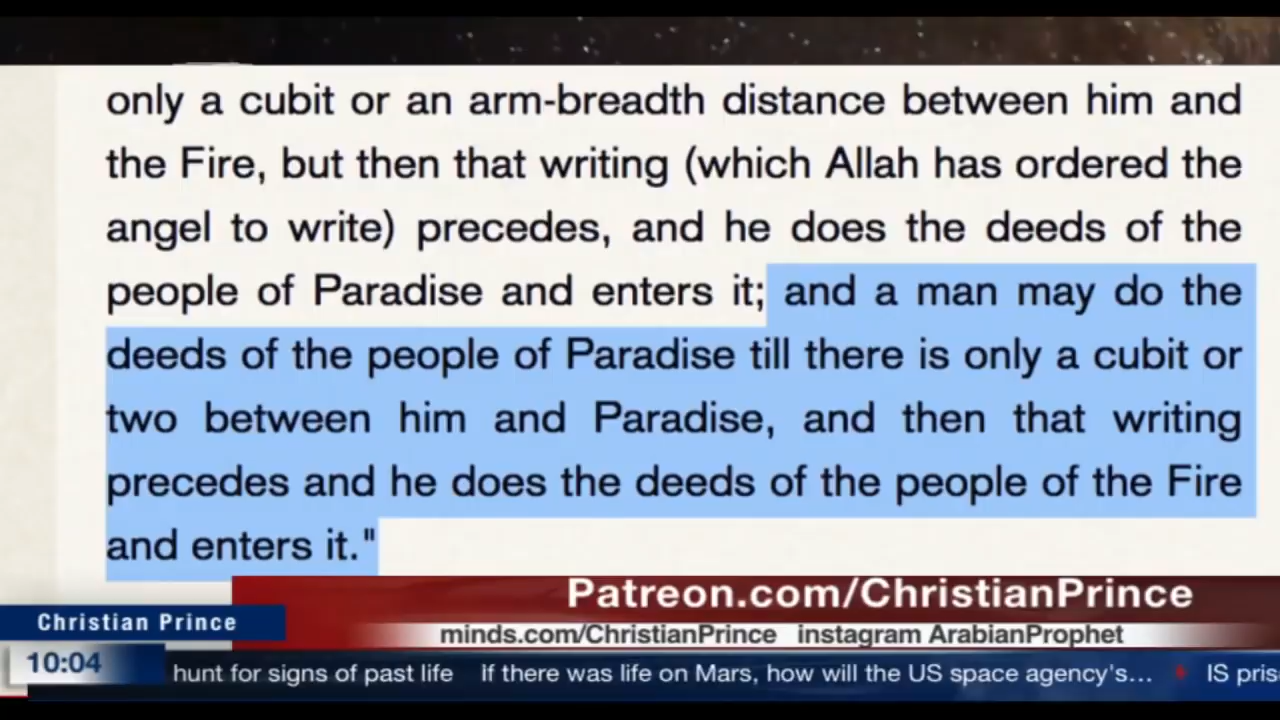 only a cubit or an arm-breadth distance between him and
the Fire, but then that writing (which Allah has ordered the
angel to write) precedes, and he does the deeds of the
people of Paradise and enters it; and a man may do the
deeds of the people of Paradise till there is only a cubit or
two between him and Paradise, and then that writing
precedes and he does the deeds of the people of the Fire
and enters it."
Patreon.com/ChristianPrince
Christian Prince
minds.com/ChristianPrince instagram ArabianProphet
10:04
hunt for signs of past life If there was life on Mars, how will the US space agency's... IS pris